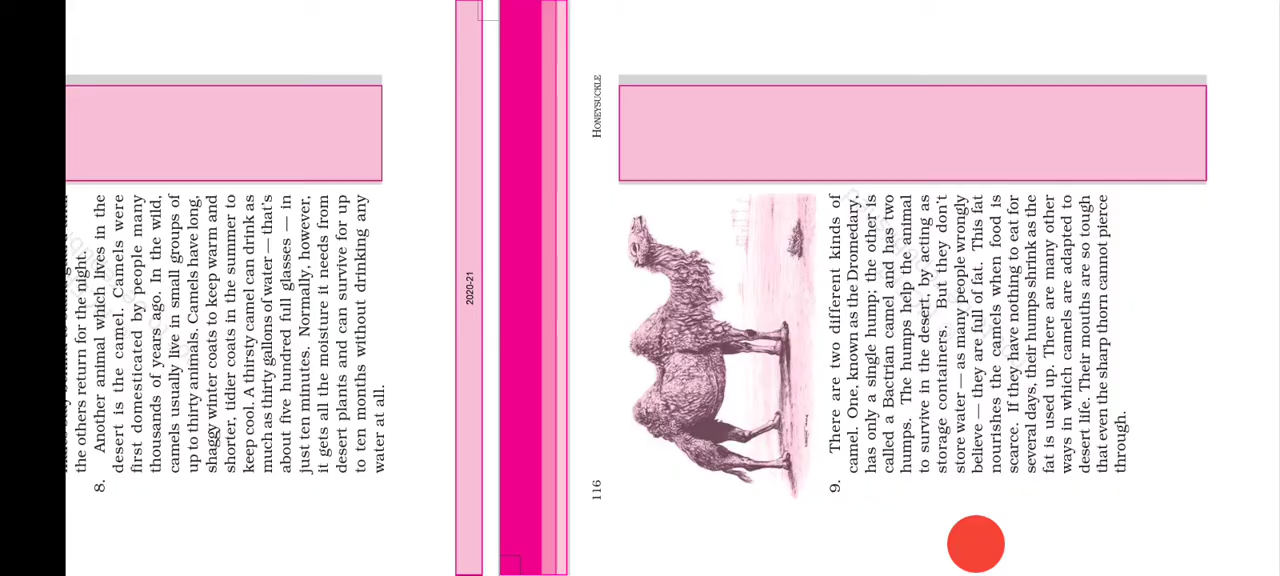 the others return for the night.
8. Another animal which lives in the
desert is the camel. Camels were
first domesticated by people many
thousands of years ago. In the wild,
camels usually live in small groups of
up to thirty animals. Camels have long,
shaggy winter coats to keep warm and
shorter, tidier coats in the summer to
keep cool. A thirsty camel can drink as
much as thirty gallons of water — that's
about five hundred full glasses — in
just ten minutes. Normally, however,
it gets all the moisture it needs from
desert plants and can survive for up
to ten months without drinking any
water at all.
2020-21
116 HONEYSUCKLE
9. There are two different kinds of
camel. One, known as the Dromedary,
has only a single hump; the other is
called a Bactrian camel and has two
humps. The humps help the animal
to survive in the desert, by acting as
storage containers. But they don't
store water — as many people wrongly
believe — they are full of fat. This fat
nourishes the camels when food is
scarce. If they have nothing to eat for
several days, their humps shrink as the
fat is used up. There are many other
ways in which camels are adapted to
desert life. Their mouths are so tough
that even the sharp thorn cannot pierce
through.